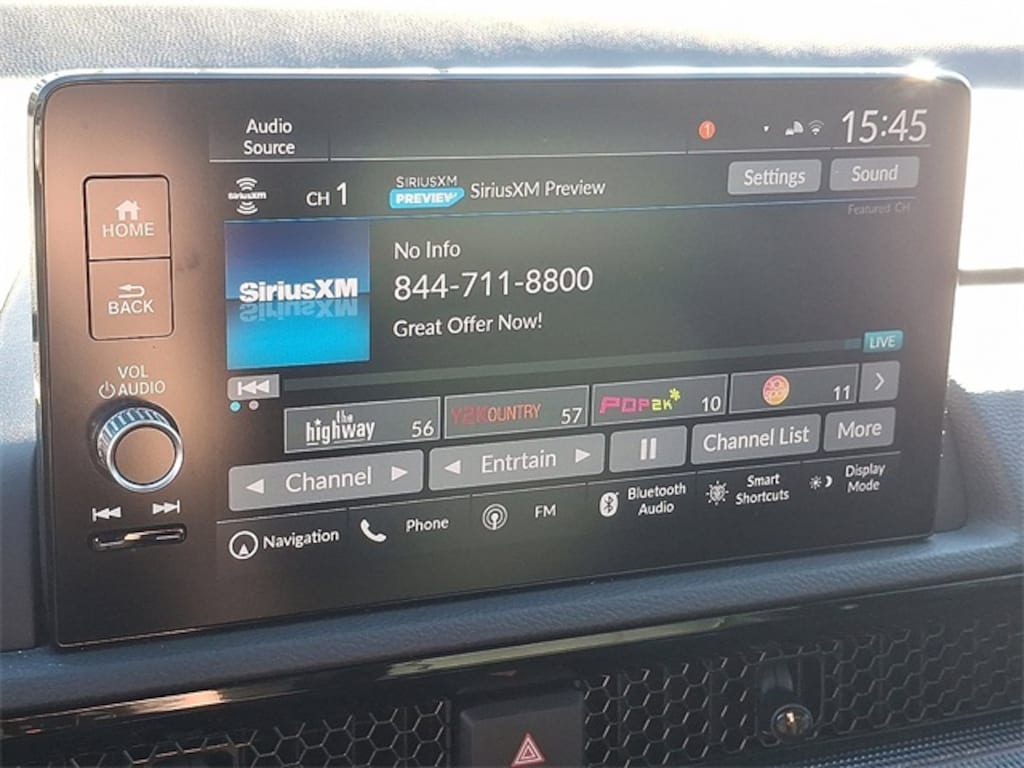 Audio
Source
1
15:45
SiriusXM
CH 1
SIRIUSXM
PREVIEW
SiriusXM Preview
Settings
Sound
Featured CH
HOME
BACK
SiriusXM
No Info
844-711-8800
Great Offer Now!
LIVE
VOL
AUDIO
the
highway 56
Y2KOUNTRY 57
POP2K 10
11
Channel
Entrtain
Channel List
More
Navigation
Phone
FM
Bluetooth
Audio
Smart
Shortcuts
Display
Mode